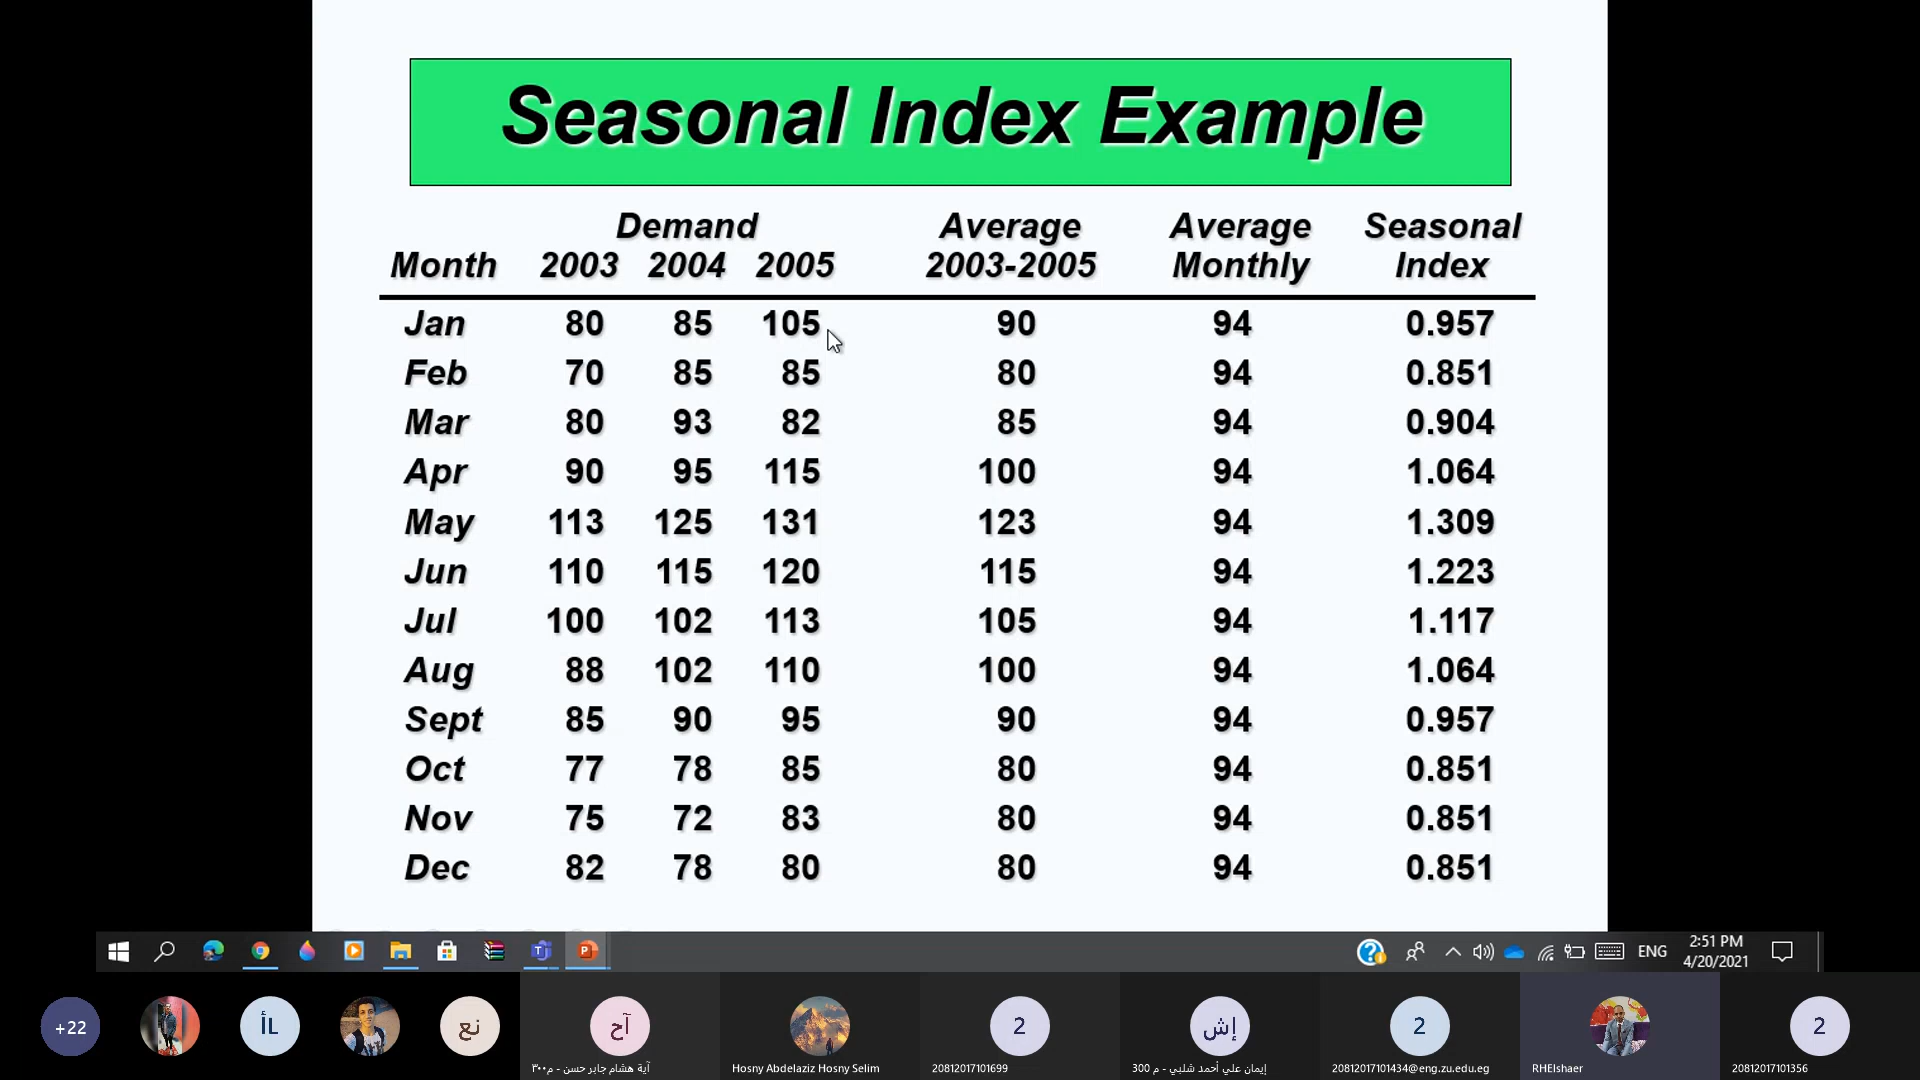 Seasonal Index Example
Demand Average Average Seasonal
Month 2003 2004 2005 2003-2005 Monthly Index
Jan 80 85 105 90 94 0.957
Feb 70 85 85 80 94 0.851
Mar 80 93 82 85 94 0.904
Apr 90 95 115 100 94 1.064
May 113 125 131 123 94 1.309
Jun 110 115 120 115 94 1.223
Jul 100 102 113 105 94 1.117
Aug 88 102 110 100 94 1.064
Sept 85 90 95 90 94 0.957
Oct 77 78 85 80 94 0.851
Nov 75 72 83 80 94 0.851
Dec 82 78 80 80 94 0.851
ENG 2:51 PM
4/20/2021
+22 أل نع آح 2 إش 2 2
آية هشام جابر حسن - م٣٠٠ Hosny Abdelaziz Hosny Selim 20812017101699 إيمان علي أحمد شلبي - م 300 20812017101434@eng.zu.edu.eg RHElshaer 20812017101356